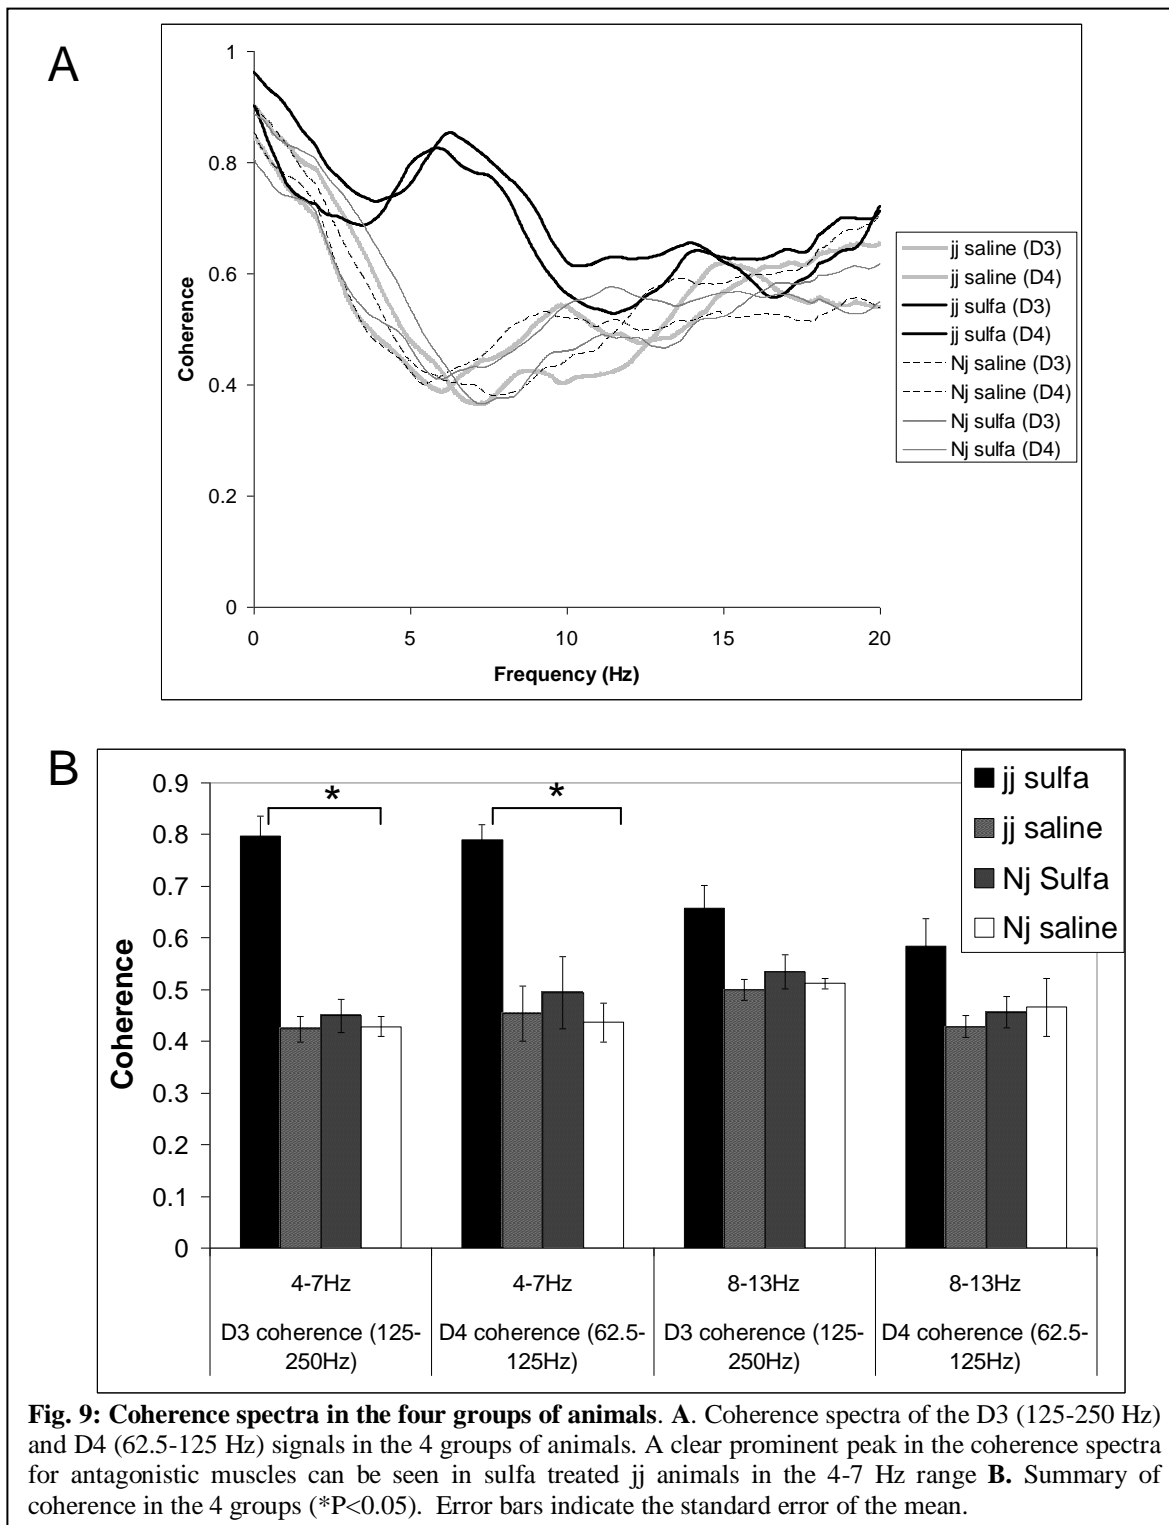 A
1
0.8
0.6
0.4
0.2
0
Coherence
0
5
10
15
20
Frequency (Hz)
jj saline (D3)
jj saline (D4)
jj sulfa (D3)
jj sulfa (D4)
Nj saline (D3)
Nj saline (D4)
Nj sulfa (D3)
Nj sulfa (D4)
B
0.9
0.8
0.7
0.6
0.5
0.4
0.3
0.2
0.1
0
Coherence
*
*
jj sulfa
jj saline
Nj Sulfa
Nj saline
4-7Hz
4-7Hz
8-13Hz
8-13Hz
D3 coherence (125-
250Hz)
D4 coherence (62.5-
125Hz)
D3 coherence (125-
250Hz)
D4 coherence (62.5-
125Hz)
Fig. 9: Coherence spectra in the four groups of animals. A. Coherence spectra of the D3 (125-250 Hz)
and D4 (62.5-125 Hz) signals in the 4 groups of animals. A clear prominent peak in the coherence spectra
for antagonistic muscles can be seen in sulfa treated jj animals in the 4-7 Hz range B. Summary of
coherence in the 4 groups (*P<0.05). Error bars indicate the standard error of the mean.